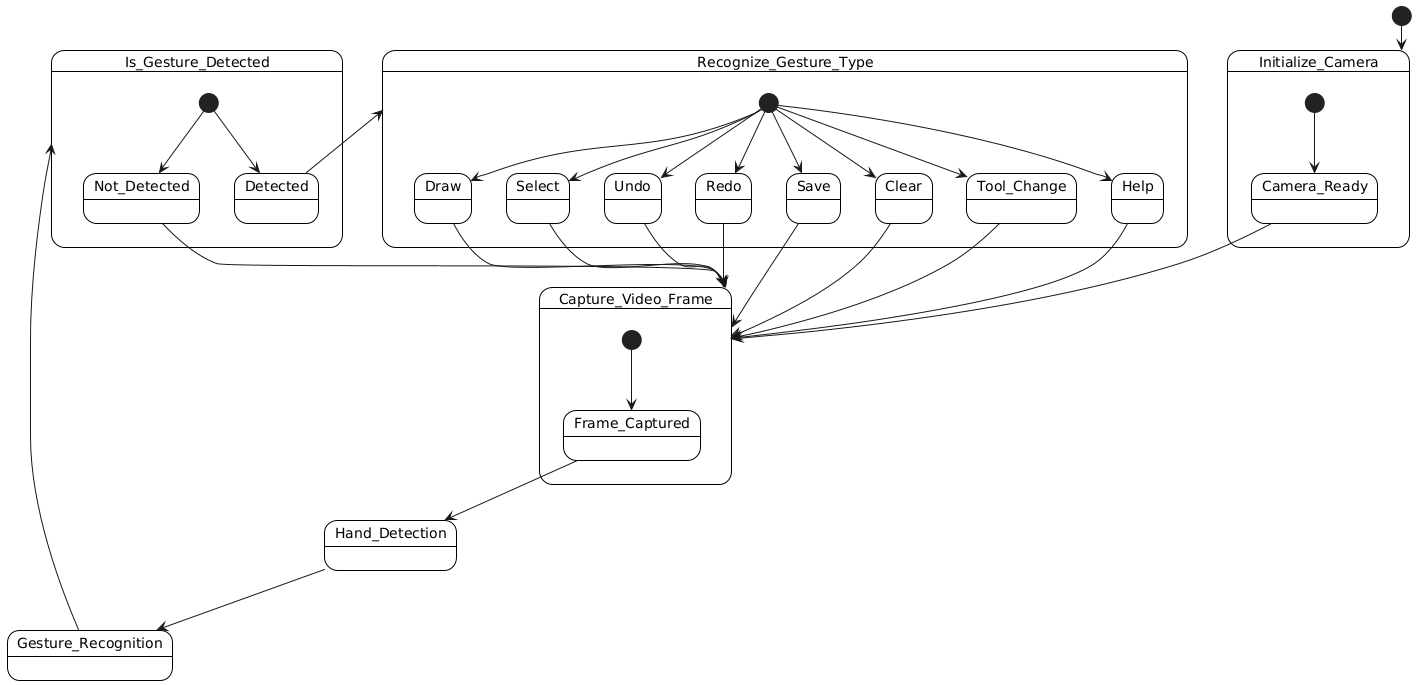 Is_Gesture_Detected
Recognize_Gesture_Type
Initialize_Camera
Not_Detected
Detected
Draw
Select
Undo
Redo
Save
Clear
Tool_Change
Help
Camera_Ready
Capture_Video_Frame
Frame_Captured
Hand_Detection
Gesture_Recognition